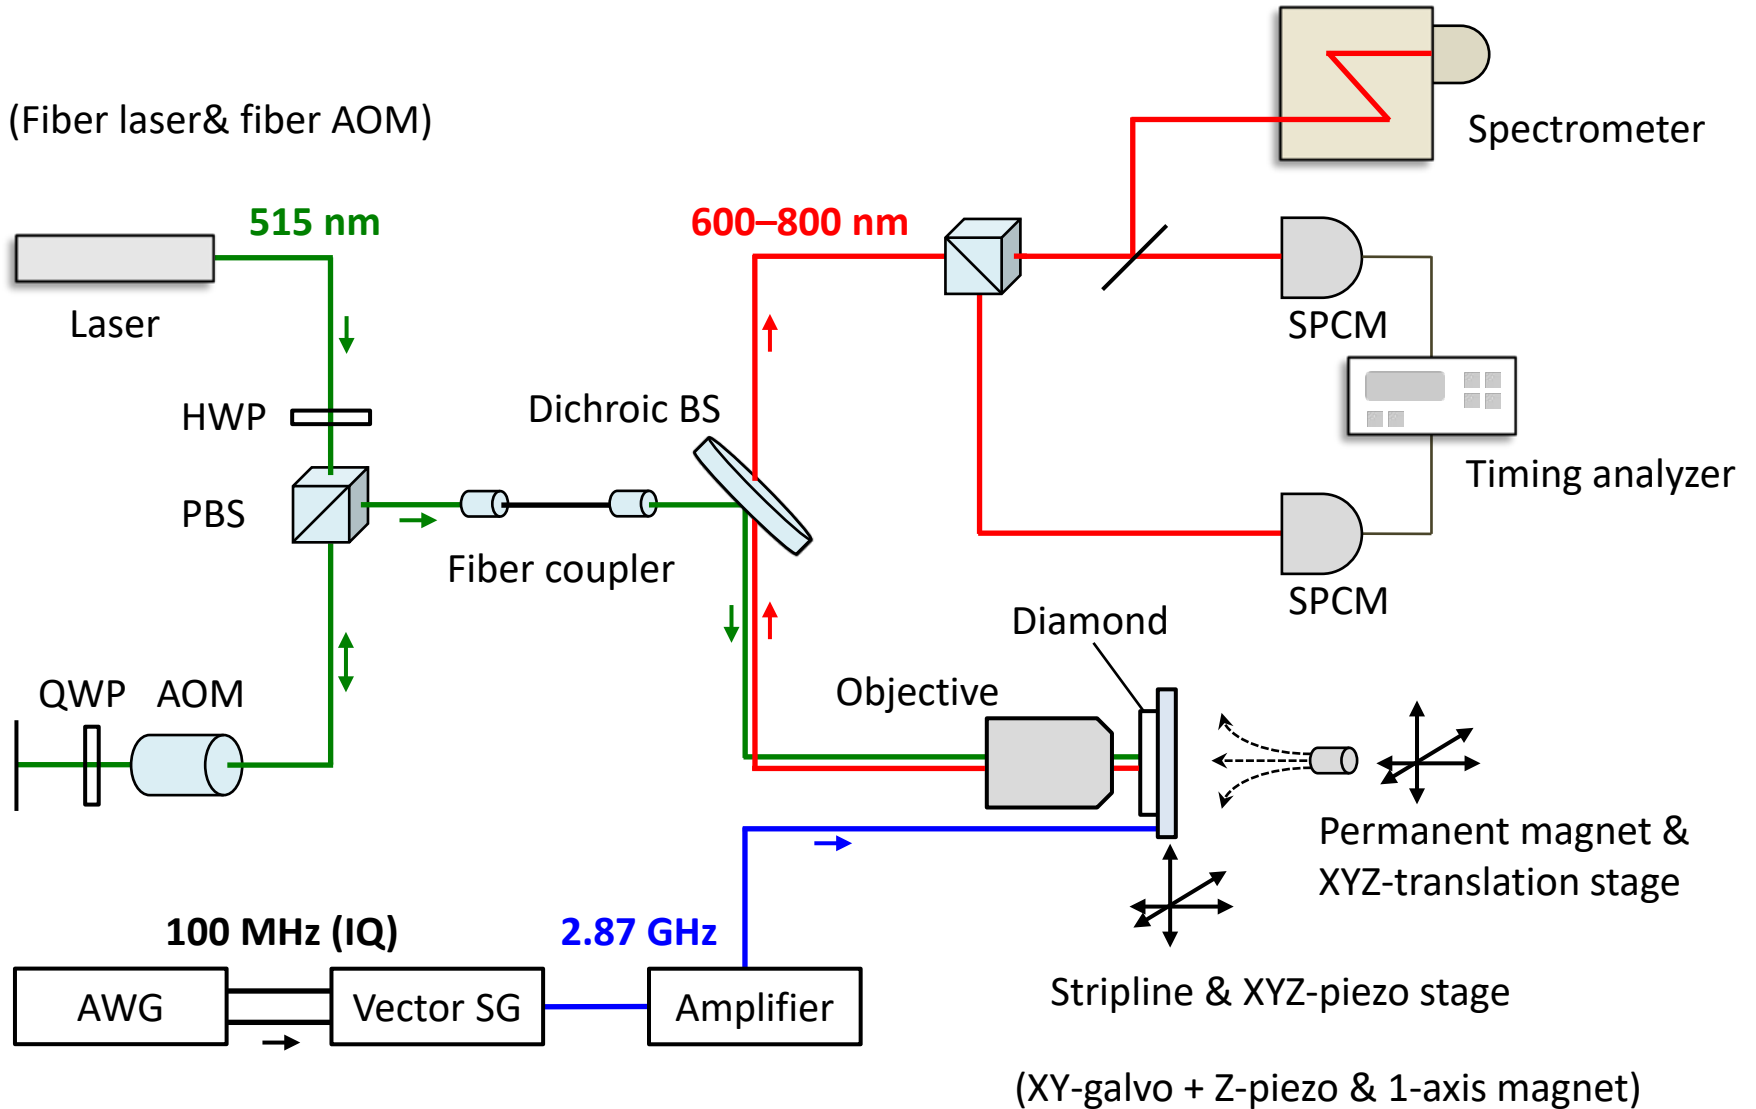 (Fiber laser& fiber AOM)
Spectrometer
515 nm
600–800 nm
Laser
SPCM
HWP
Dichroic BS
PBS
Timing analyzer
Fiber coupler
SPCM
Diamond
QWP
AOM
Objective
Permanent magnet &
XYZ-translation stage
100 MHz (IQ)
2.87 GHz
AWG
Vector SG
Amplifier
Stripline & XYZ-piezo stage
(XY-galvo + Z-piezo & 1-axis magnet)